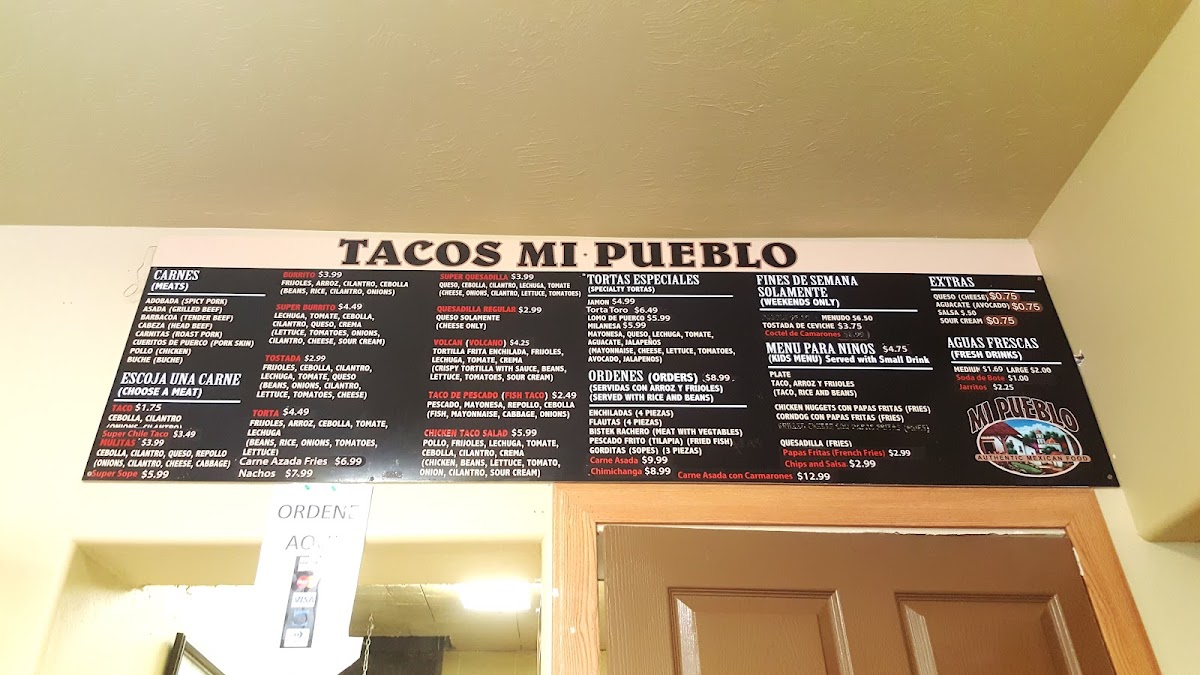 TACOS MI PUEBLO
CARNES
(MEATS)
ADOBADA (SPICY PORK)
ASADA (GRILLED BEEF)
BARBACOA (TENDER BEEF)
CABEZA (HEAD BEEF)
CARNITAS (ROAST PORK)
CUERITOS DE PUERCO (PORK SKIN)
POLLO (CHICKEN)
BUCHE (BUCHE)
ESCOJA UNA CARNE
(CHOOSE A MEAT)
TACO $1.75
CEBOLLA, CILANTRO
(ONIONS, CILANTRO)
Super Chile Taco $3.49
MULITAS $3.99
CEBOLLA, CILANTRO, QUESO, REPOLLO
(ONIONS, CILANTRO, CHEESE, CABBAGE)
Super Sope $5.99
BURRITO $3.99
FRIJOLES, ARROZ, CILANTRO, CEBOLLA
(BEANS, RICE, CILANTRO, ONIONS)
SUPER BURRITO $4.49
LECHUGA, TOMATE, CEBOLLA,
CILANTRO, QUESO, CREMA
(LETTUCE, TOMATOES, ONIONS,
CILANTRO, CHEESE, SOUR CREAM)
TOSTADA $2.99
FRIJOLES, CEBOLLA, CILANTRO,
LECHUGA, TOMATE, QUESO
(BEANS, ONIONS, CILANTRO,
LETTUCE, TOMATOES, CHEESE)
TORTA $4.49
FRIJOLES, ARROZ, CEBOLLA, TOMATE,
LECHUGA
(BEANS, RICE, ONIONS, TOMATOES,
LETTUCE)
Carne Azada Fries $6.99
Nachos $7.99
SUPER QUESADILLA $3.99
QUESO, CEBOLLA, CILANTRO, LECHUGA, TOMATE
(CHEESE, ONIONS, CILANTRO, LETTUCE, TOMATOES)
QUESADILLA REGULAR $2.99
QUESO SOLAMENTE
(CHEESE ONLY)
VOLCAN (VOLCANO) $4.25
TORTILLA FRITA ENCHILADA, FRIJOLES,
LECHUGA, TOMATE, CREMA
(CRISPY TORTILLA WITH SAUCE, BEANS,
LETTUCE, TOMATOES, SOUR CREAM)
TACO DE PESCADO (FISH TACO) $2.49
PESCADO, MAYONESA, REPOLLO, CEBOLLA
(FISH, MAYONNAISE, CABBAGE, ONIONS)
CHICKEN TACO SALAD $5.99
POLLO, FRIJOLES, LECHUGA, TOMATE,
CEBOLLA, CILANTRO, CREMA
(CHICKEN, BEANS, LETTUCE, TOMATO,
ONION, CILANTRO, SOUR CREAM)
TORTAS ESPECIALES
(SPECIALTY TORTAS)
JAMON $4.99
Torta Toro $6.49
LOMO DE PUERCO $5.99
MILANESA $5.99
MAYONESA, QUESO, LECHUGA, TOMATE,
AGUACATE, JALAPEÑOS
(MAYONNAISE, CHEESE, LETTUCE, TOMATOES,
AVOCADO, JALAPENOS)
ORDENES (ORDERS) $8.99
(SERVIDAS CON ARROZ Y FRIJOLES)
(SERVED WITH RICE AND BEANS)
ENCHILADAS (4 PIEZAS)
FLAUTAS (4 PIEZAS)
BISTEK RACHERO (MEAT WITH VEGTABLES)
PESCADO FRITO (TILAPIA) (FRIED FISH)
GORDITAS (SOPES) (3 PIEZAS)
Carne Asada $9.99
Chimichanga $8.99
Carne Asada con Carmarones $12.99
FINES DE SEMANA
SOLAMENTE
(WEEKENDS ONLY)
MENUDO $6.50
TOSTADA DE CEVICHE $3.75
Coctel de Camarones
MENU PARA NINOS $4.75
(KIDS MENU) Served with Small Drink
PLATE
TACO, ARROZ Y FRIJOLES
(TACO, RICE AND BEANS)
CHICKEN NUGGETS CON PAPAS FRITAS (FRIES)
CORNDOG CON PAPAS FRITAS (FRIES)
QUESADILLA (FRIES)
Papas Fritas (French Fries) $2.99
Chips and Salsa $2.99
EXTRAS
QUESO (CHEESE) $0.75
AGUACATE (AVOCADO) $0.75
SALSA $.50
SOUR CREAM $0.75
AGUAS FRESCAS
(FRESH DRINKS)
MEDIUM $1.69 LARGE $2.00
Soda de Bote $1.00
Jarritos $2.25
MI PUEBLO
AUTHENTIC MEXICAN FOOD
ORDENE
AQUI
VISA